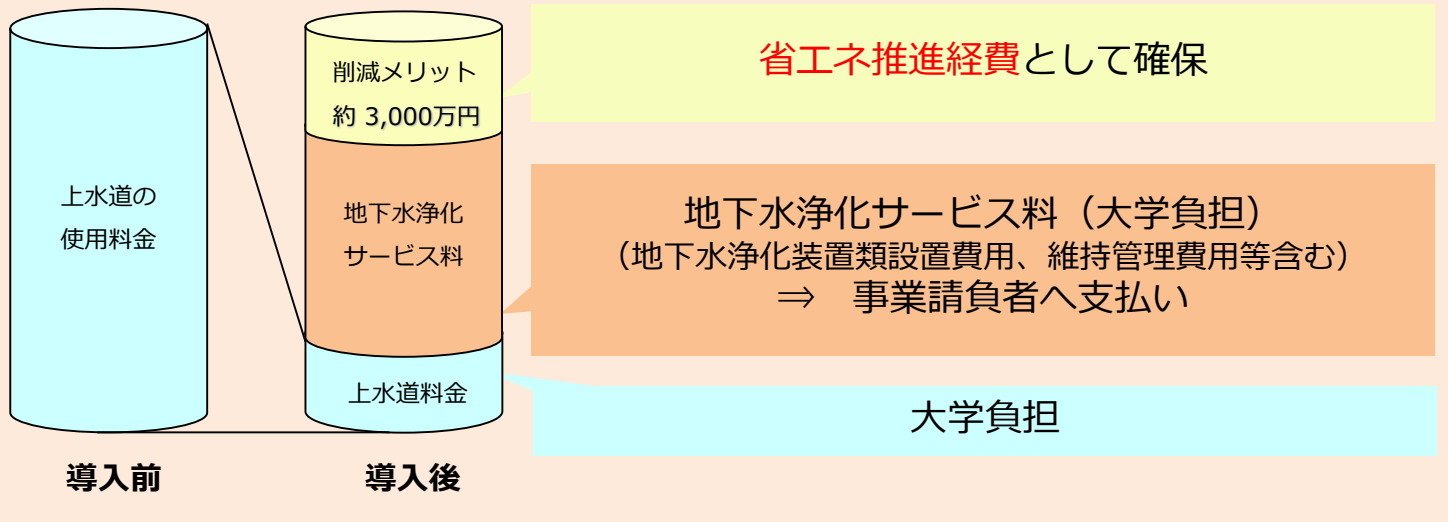 上水道の
使用料金
導入前
削減メリット
約 3,000万円
地下水浄化
サービス料
上水道料金
導入後
省エネ推進経費として確保
地下水浄化サービス料（大学負担）
（地下水浄化装置類設置費用、維持管理費用等含む）
⇒　事業請負者へ支払い
大学負担